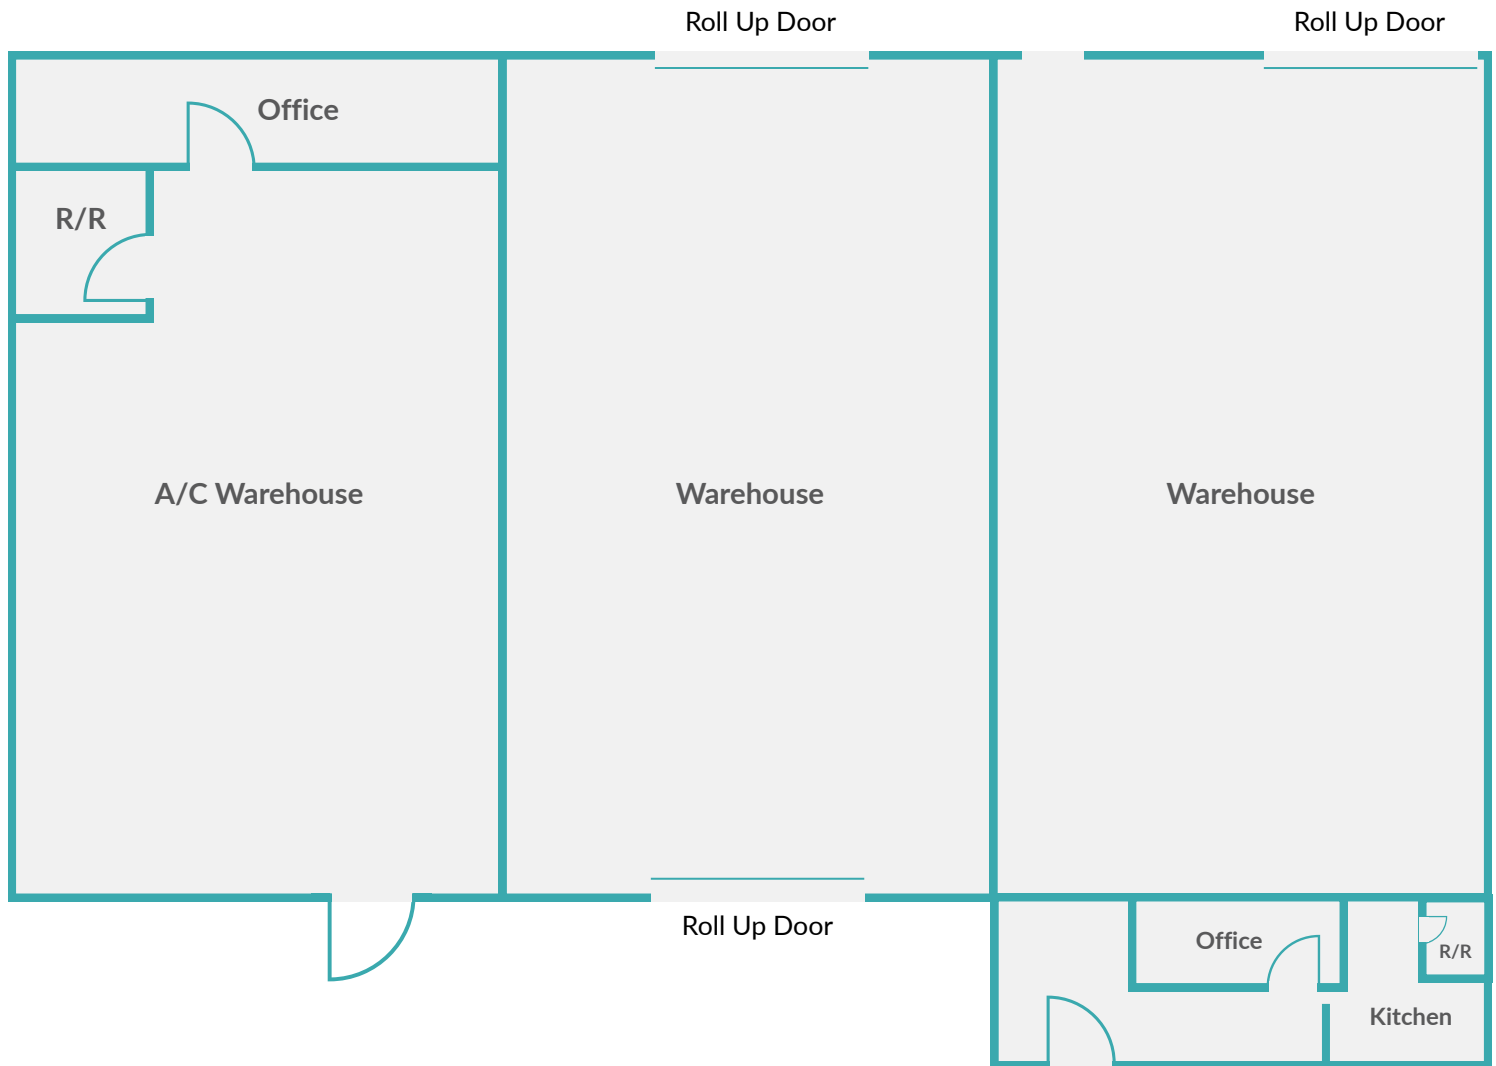 Roll Up Door
Roll Up Door
Office
R/R
A/C Warehouse
Warehouse
Warehouse
Roll Up Door
Office
R/R
Kitchen